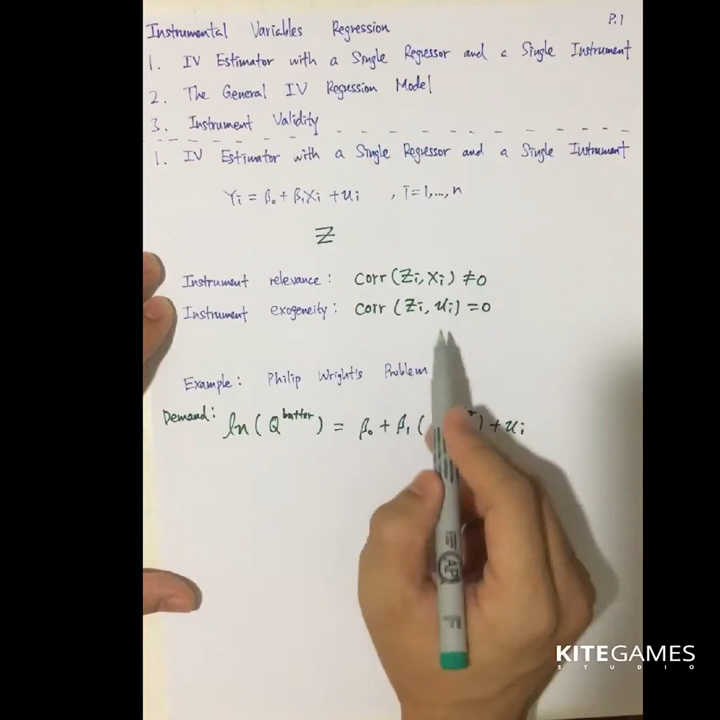 P.1
Instrumental Variables Regression
1. IV Estimator with a Single Regressor and a Single Instrument
2. The General IV Regression Model
3. Instrument Validity
1. IV Estimator with a Single Regressor and a Single Instrument
Yi = β0 + β1Xi + ui , i=1,...,n
Z
Instrument relevance: corr (Zi, Xi) ≠0
Instrument exogeneity: corr (Zi, ui) =0
Example: Philip Wright's Problem
Demand: ln(Q^butter) = β0 + β1 ( ) + ui
AP
F
KITEGAMES
STUDIO